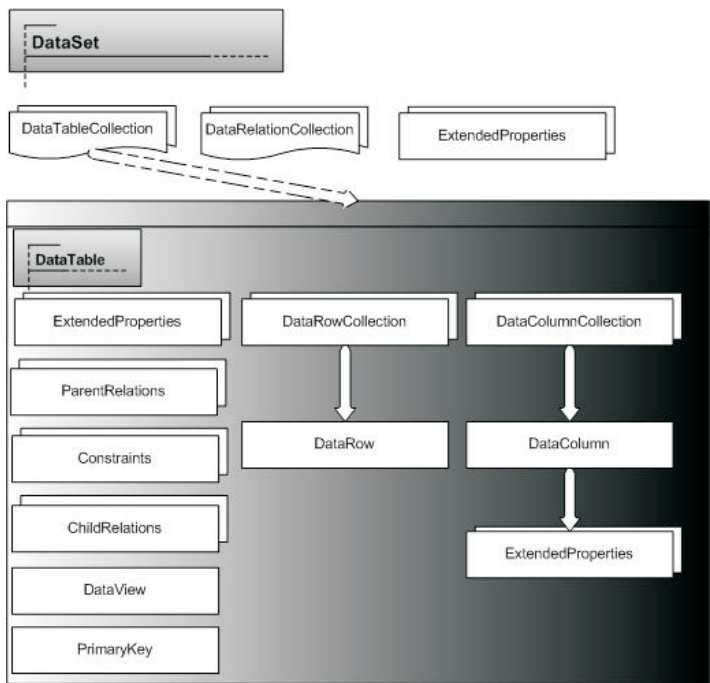 DataSet
DataTableCollection
DataRelationCollection
ExtendedProperties
DataTable
ExtendedProperties
DataRowCollection
DataColumnCollection
ParentRelations
DataRow
DataColumn
Constraints
ChildRelations
ExtendedProperties
DataView
PrimaryKey